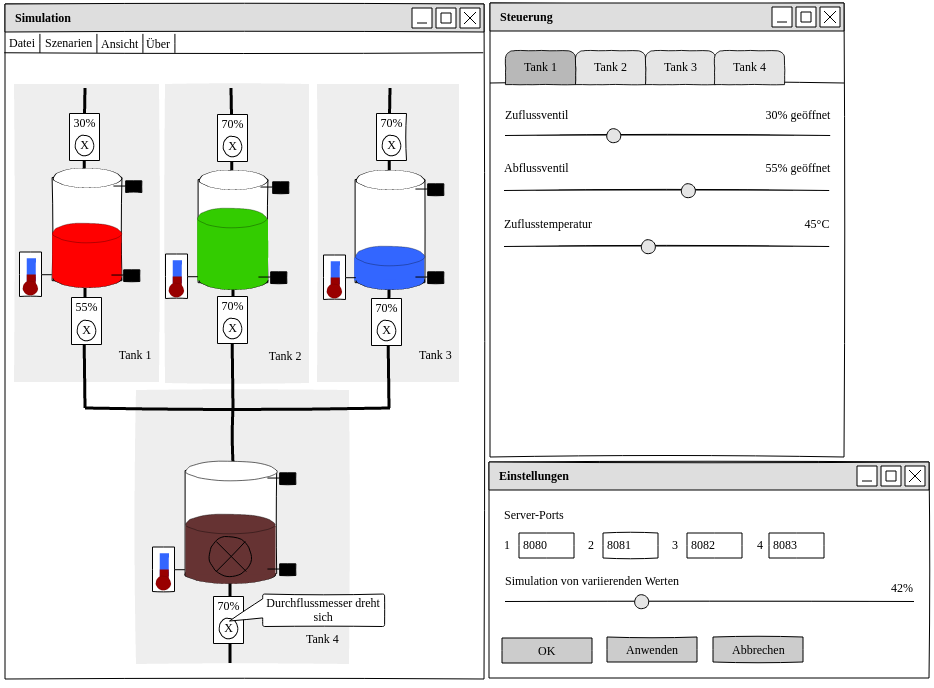 Simulation
Datei Szenarien Ansicht Über
30% 70% 70%
X X X
55% 70% 70%
X X X
Tank 1 Tank 2 Tank 3
70%
X
Durchflussmesser dreht
sich
Tank 4
Steuerung
Tank 1 Tank 2 Tank 3 Tank 4
Zuflussventil 30% geöffnet
Abflussventil 55% geöffnet
Zuflusstemperatur 45°C
Einstellungen
Server-Ports
1 8080 2 8081 3 8082 4 8083
Simulation von variierenden Werten 42%
OK Anwenden Abbrechen